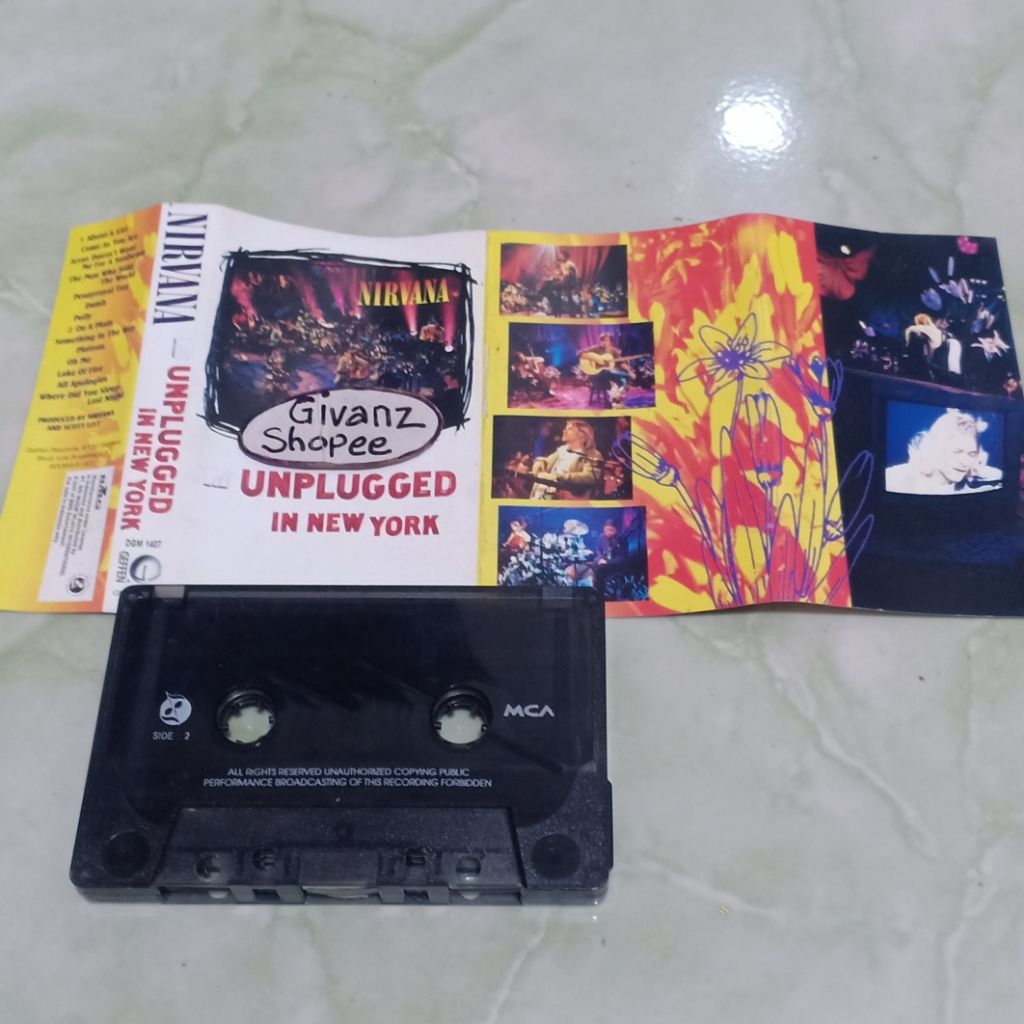 1 About A Girl
Come As You Are
Jesus Doesn't Want
Me For A Sunbeam
The Man Who Sold
The World
Pennyroyal Tea
Dumb
Polly
2 On A Plain
Something In The Way
Plateau
Oh Me
Lake Of Fire
All Apologies
Where Did You Sleep
Last Night
PRODUCED BY NIRVANA
AND SCOTT LITT
NIRVANA
UNPLUGGED
IN NEW YORK
DGM 1407
GEFFEN
NIRVANA
Givanz
Shopee
UNPLUGGED
IN NEW YORK
SIDE : 2
MCA
ALL RIGHTS RESERVED UNAUTHORIZED COPYING PUBLIC
PERFORMANCE BROADCASTING OF THIS RECORDING FORBIDDEN